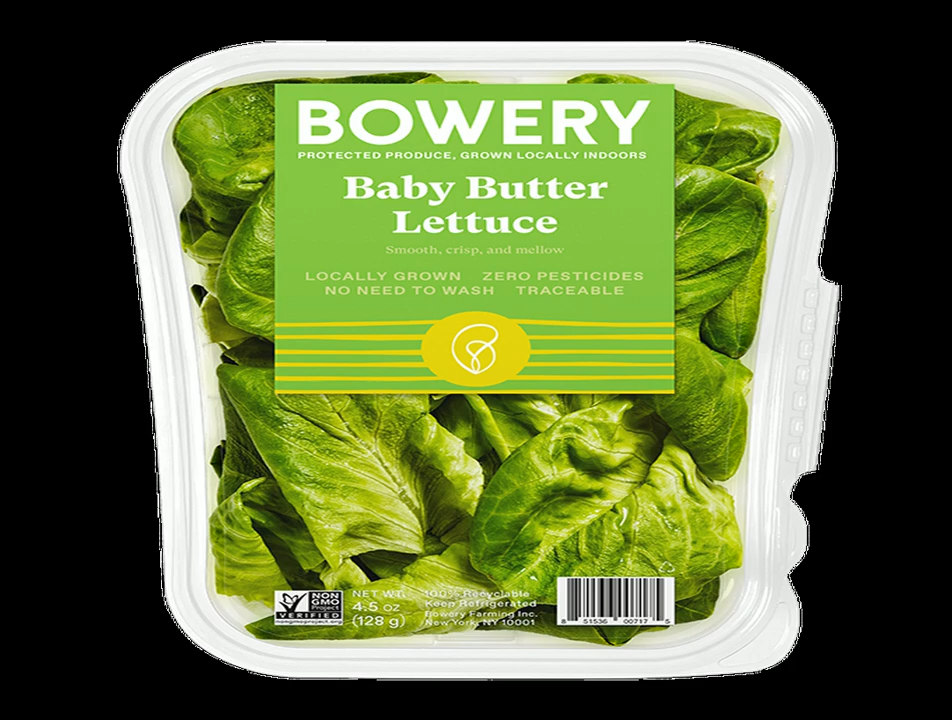 BOWERY
PROTECTED PRODUCE, GROWN LOCALLY INDOORS
Baby Butter
Lettuce
Smooth, crisp, and mellow
LOCALLY GROWN ZERO PESTICIDES
NO NEED TO WASH TRACEABLE
NON
GMO
Project
VERIFIED
nongmoproject.org
NET WT.
4.5 oz
(128 g)
100% Recyclable
Keep Refrigerated
Bowery Farming Inc.
New York, NY 10001
8 51536 00717 5